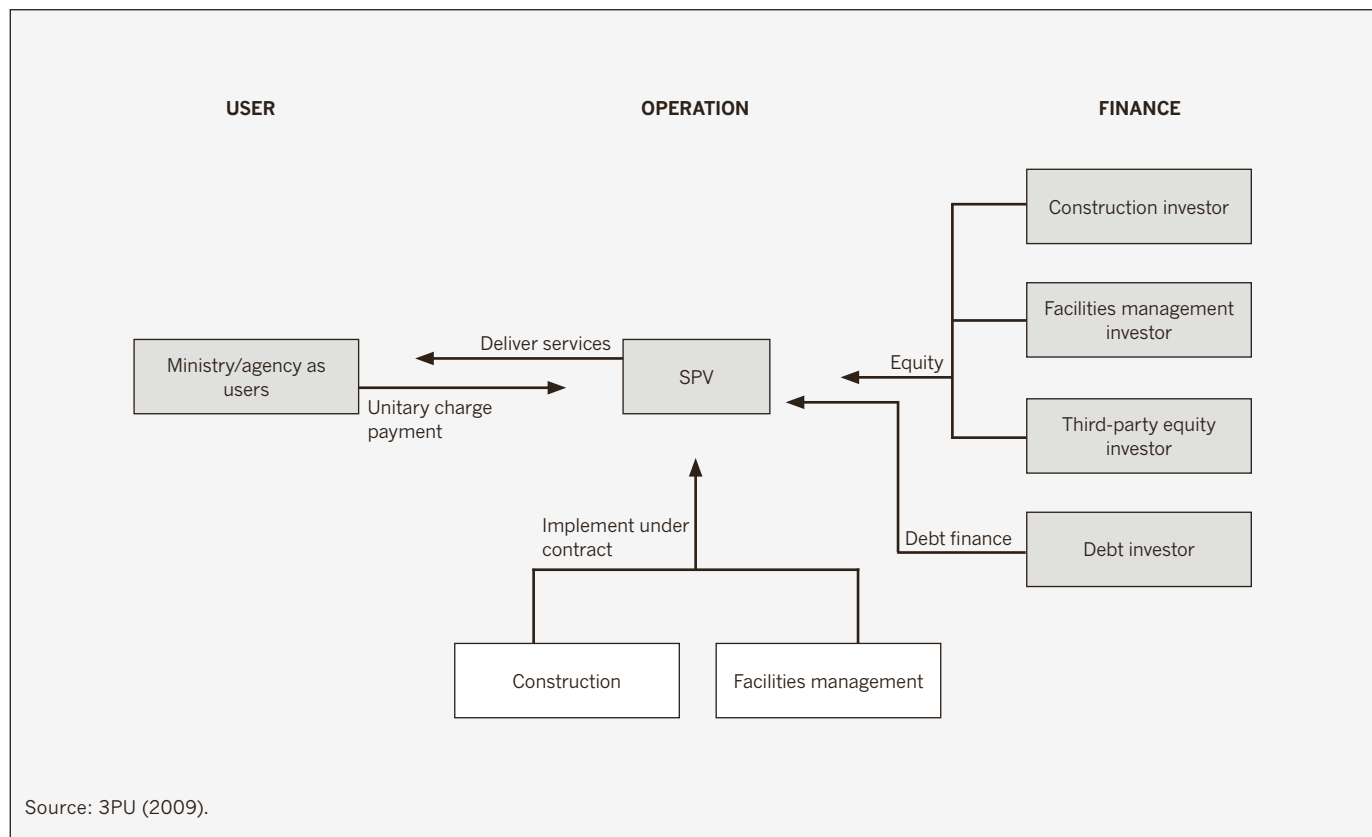 USER
OPERATION
FINANCE
Construction investor
Facilities management
investor
Deliver services
Ministry/agency as
users
SPV
Equity
Unitary charge
payment
Third-party equity
investor
Implement under
contract
Debt finance
Debt investor
Construction
Facilities management
Source: 3PU (2009).